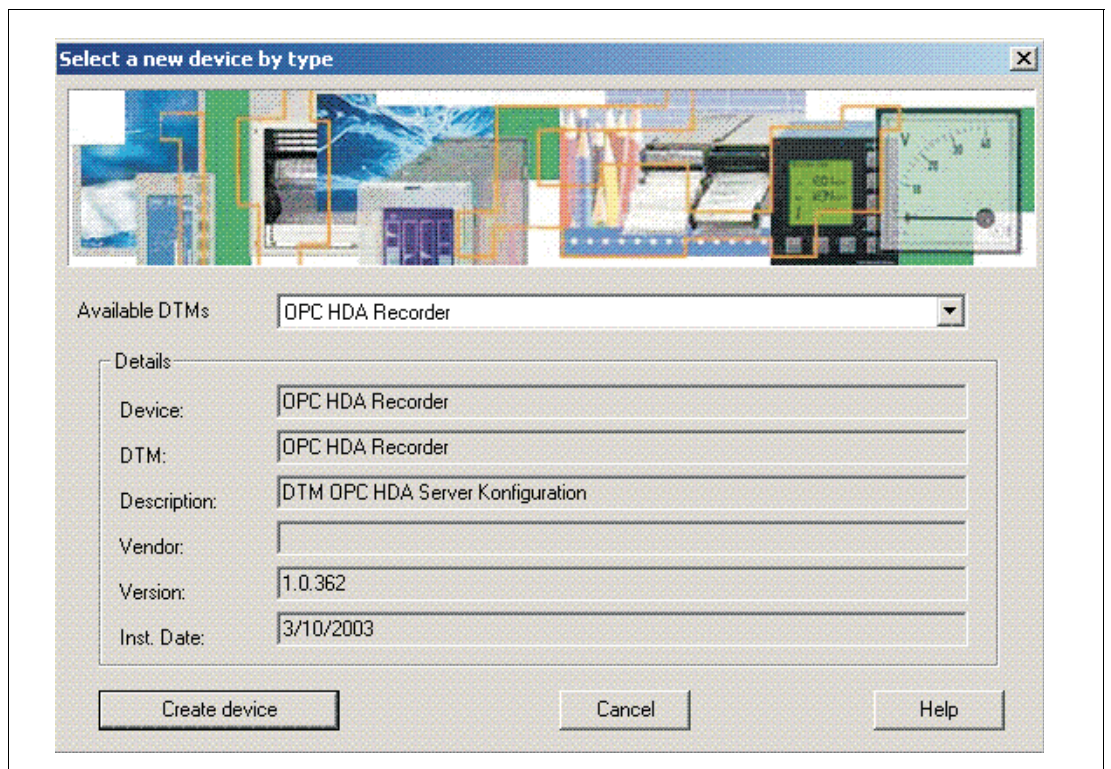 Select a new device by type
Available DTMs OPC HDA Recorder
Details
Device: OPC HDA Recorder
DTM: OPC HDA Recorder
Description: DTM OPC HDA Server Konfiguration
Vendor:
Version: 1.0.362
Inst. Date: 3/10/2003
Create device Cancel Help